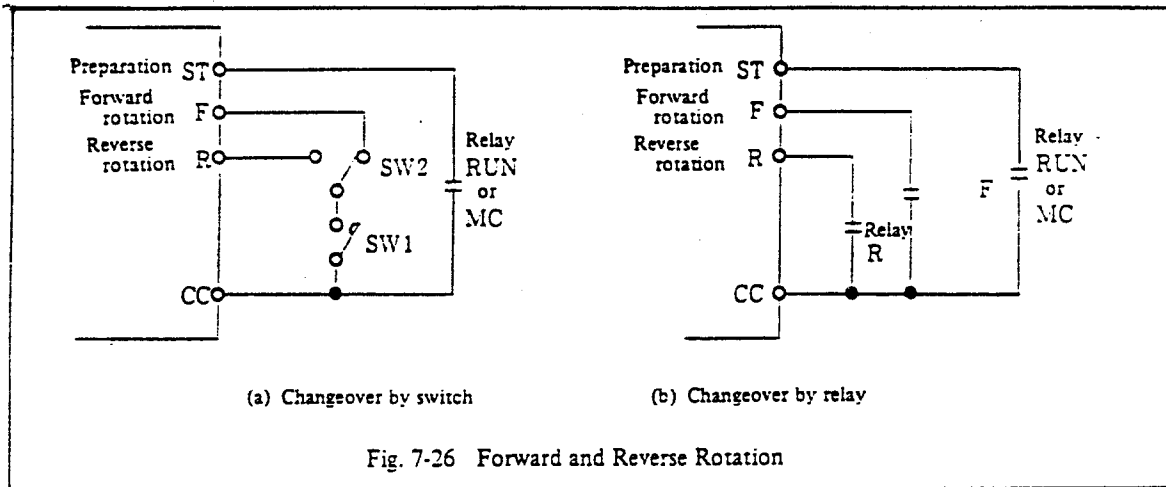 Preparation ST
Forward
rotation F
Reverse
rotation R
SW2
SW1
Relay
RUN
or
MC
CC
(a) Changeover by switch
Preparation ST
Forward
rotation F
Reverse
rotation R
Relay
R
F̅
Relay
RUN
or
MC
CC
(b) Changeover by relay
Fig. 7-26 Forward and Reverse Rotation